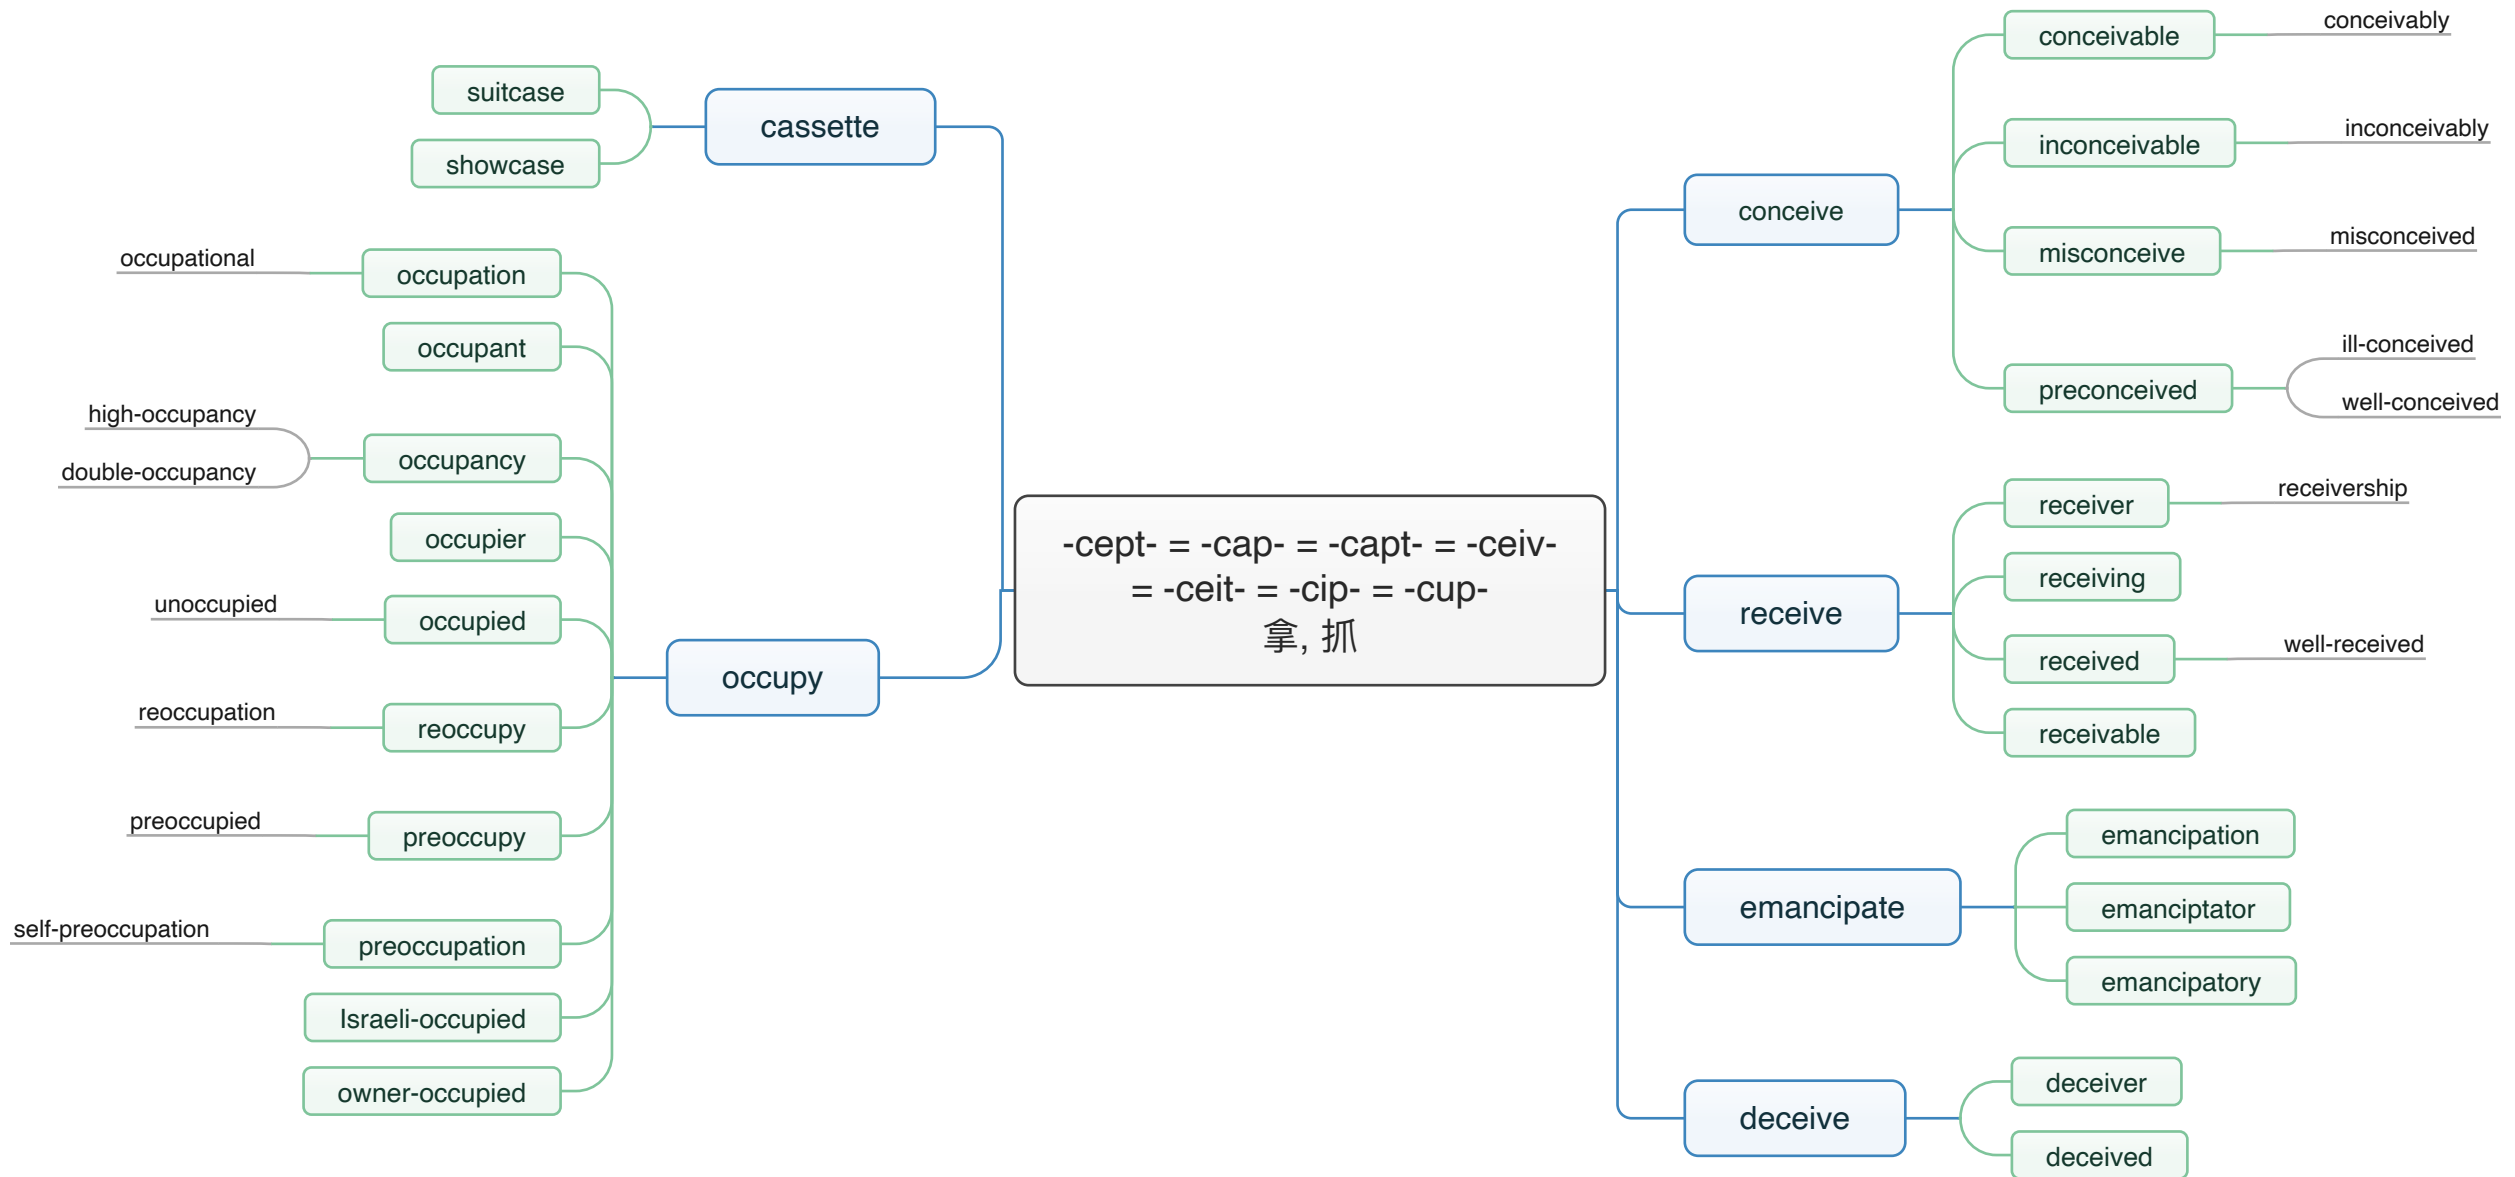 -cept- = -cap- = -capt- = -ceiv-
= -ceit- = -cip- = -cup-
拿, 抓
cassette
suitcase
showcase
occupy
occupation
occupational
occupant
occupancy
high-occupancy
double-occupancy
occupier
occupied
unoccupied
reoccupy
reoccupation
preoccupy
preoccupied
preoccupation
self-preoccupation
Israeli-occupied
owner-occupied
conceive
conceivable
conceivably
inconceivable
inconceivably
misconceive
misconceived
preconceived
ill-conceived
well-conceived
receive
receiver
receivership
receiving
received
well-received
receivable
emancipate
emancipation
emanciptator
emancipatory
deceive
deceiver
deceived